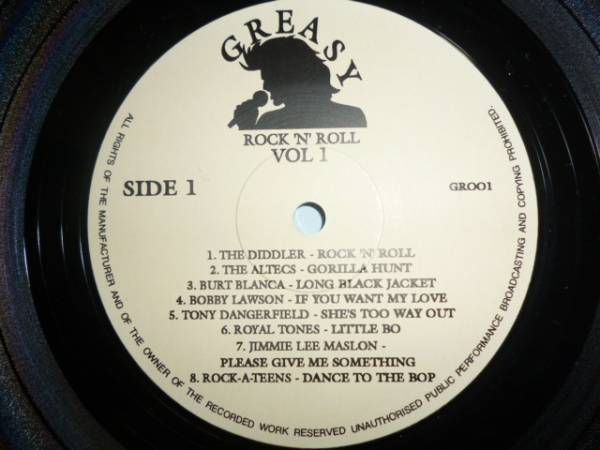 GREASY
ROCK 'N' ROLL
VOL 1
SIDE 1
GR001
1. THE DIDDLER - ROCK 'N' ROLL
2. THE ALTECS - GORILLA HUNT
3. BURT BLANCA - LONG BLACK JACKET
4. BOBBY LAWSON - IF YOU WANT MY LOVE
5. TONY DANGERFIELD - SHE'S TOO WAY OUT
6. ROYAL TONES - LITTLE BO
7. JIMMIE LEE MASLON -
PLEASE GIVE ME SOMETHING
8. ROCK-A-TEENS - DANCE TO THE BOP
ALL RIGHTS OF THE MANUFACTURER AND OF THE OWNER OF THE RECORDED WORK RESERVED UNAUTHORISED PUBLIC PERFORMANCE BROADCASTING AND COPYING PROHIBITED.